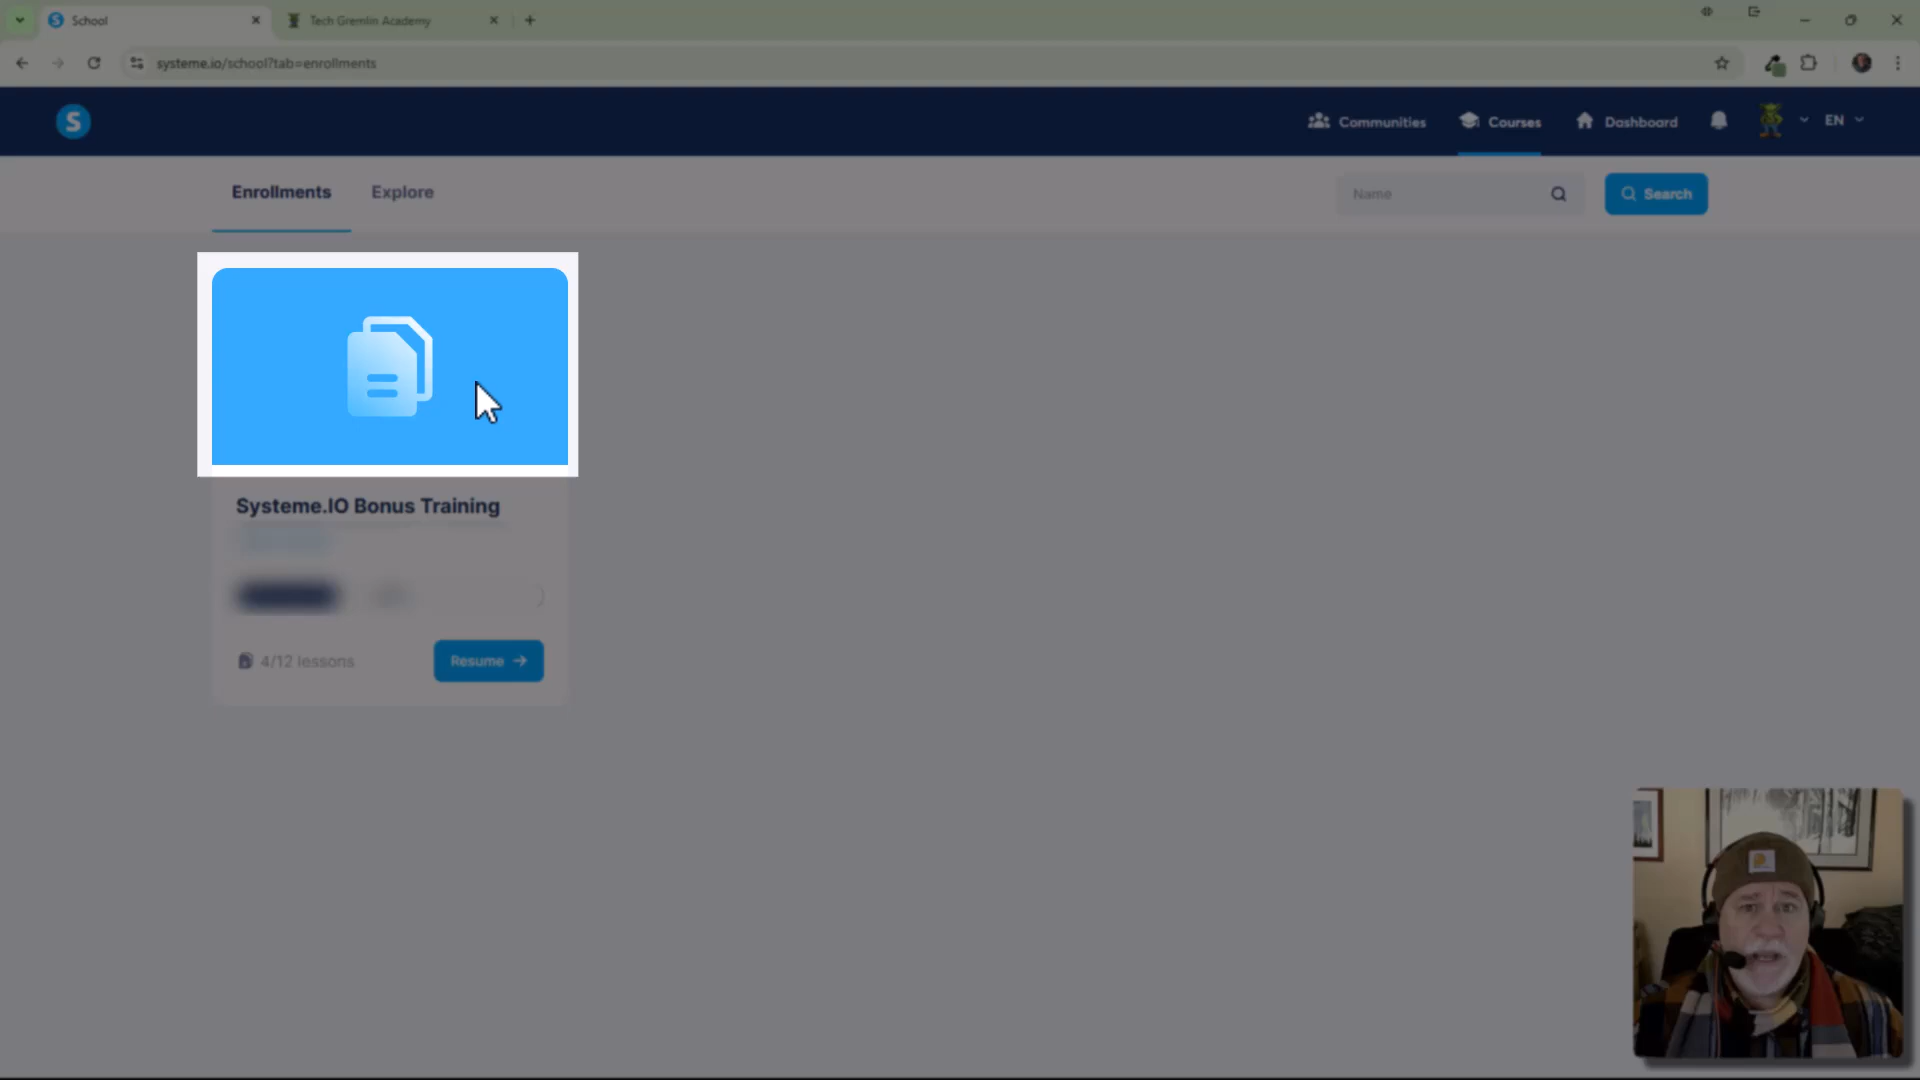 School
Tech Gremlin Academy
systeme.io/school?tab=enrollments
S
Communities
Courses
Dashboard
EN
Enrollments
Explore
Name
Search
Systeme.IO Bonus Training
4/12 lessons
Resume